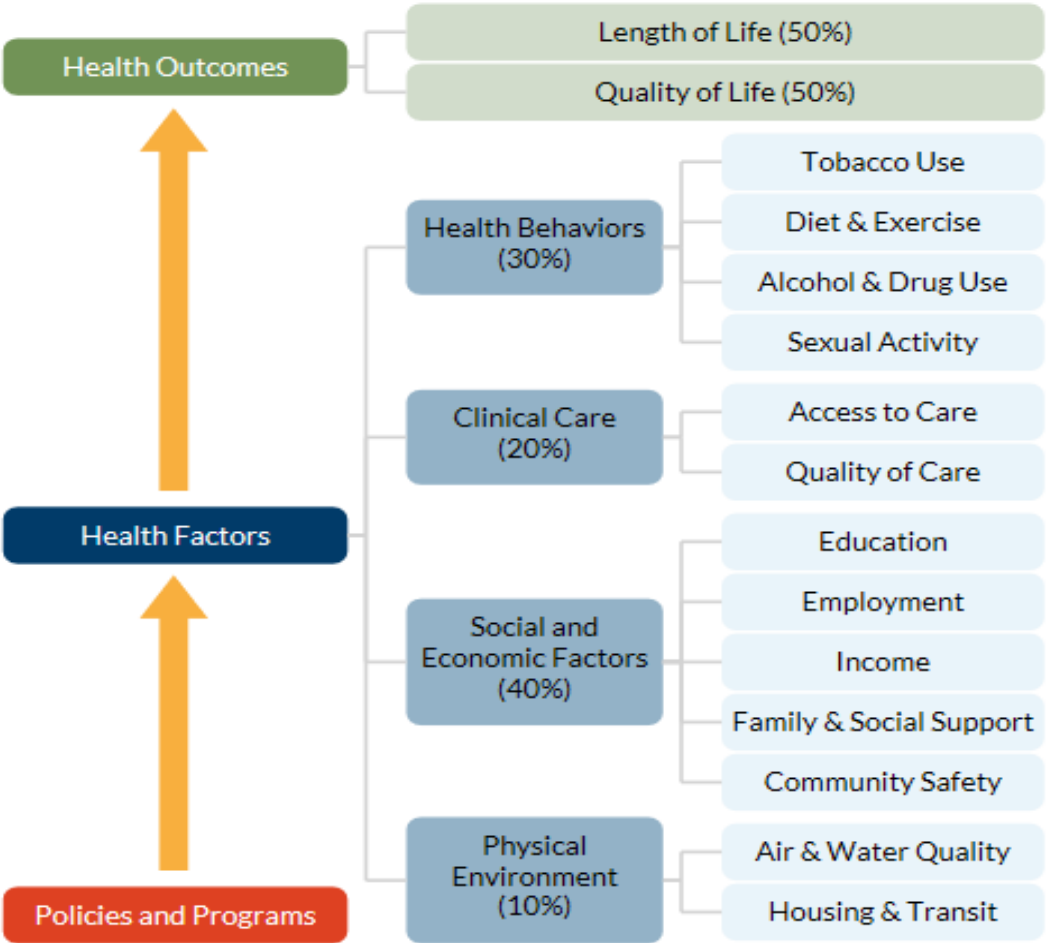 Health Outcomes
Length of Life (50%)
Quality of Life (50%)
Health Factors
Health Behaviors
(30%)
Tobacco Use
Diet & Exercise
Alcohol & Drug Use
Sexual Activity
Clinical Care
(20%)
Access to Care
Quality of Care
Social and
Economic Factors
(40%)
Education
Employment
Income
Family & Social Support
Community Safety
Physical
Environment
(10%)
Air & Water Quality
Housing & Transit
Policies and Programs